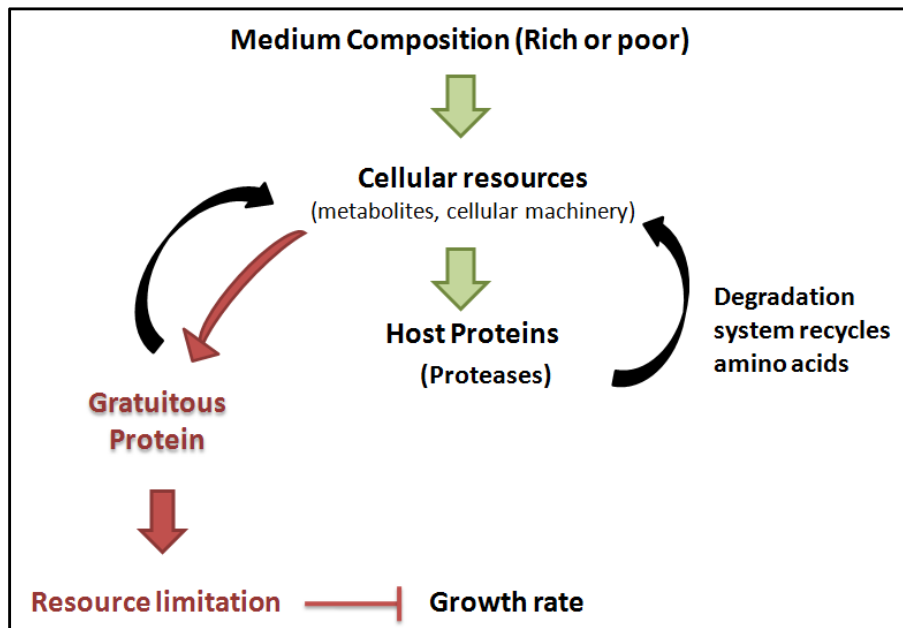 Medium Composition (Rich or poor)
Cellular resources
(metabolites, cellular machinery)
Host Proteins
(Proteases)
Degradation
system recycles
amino acids
Gratuitous
Protein
Resource limitation
Growth rate